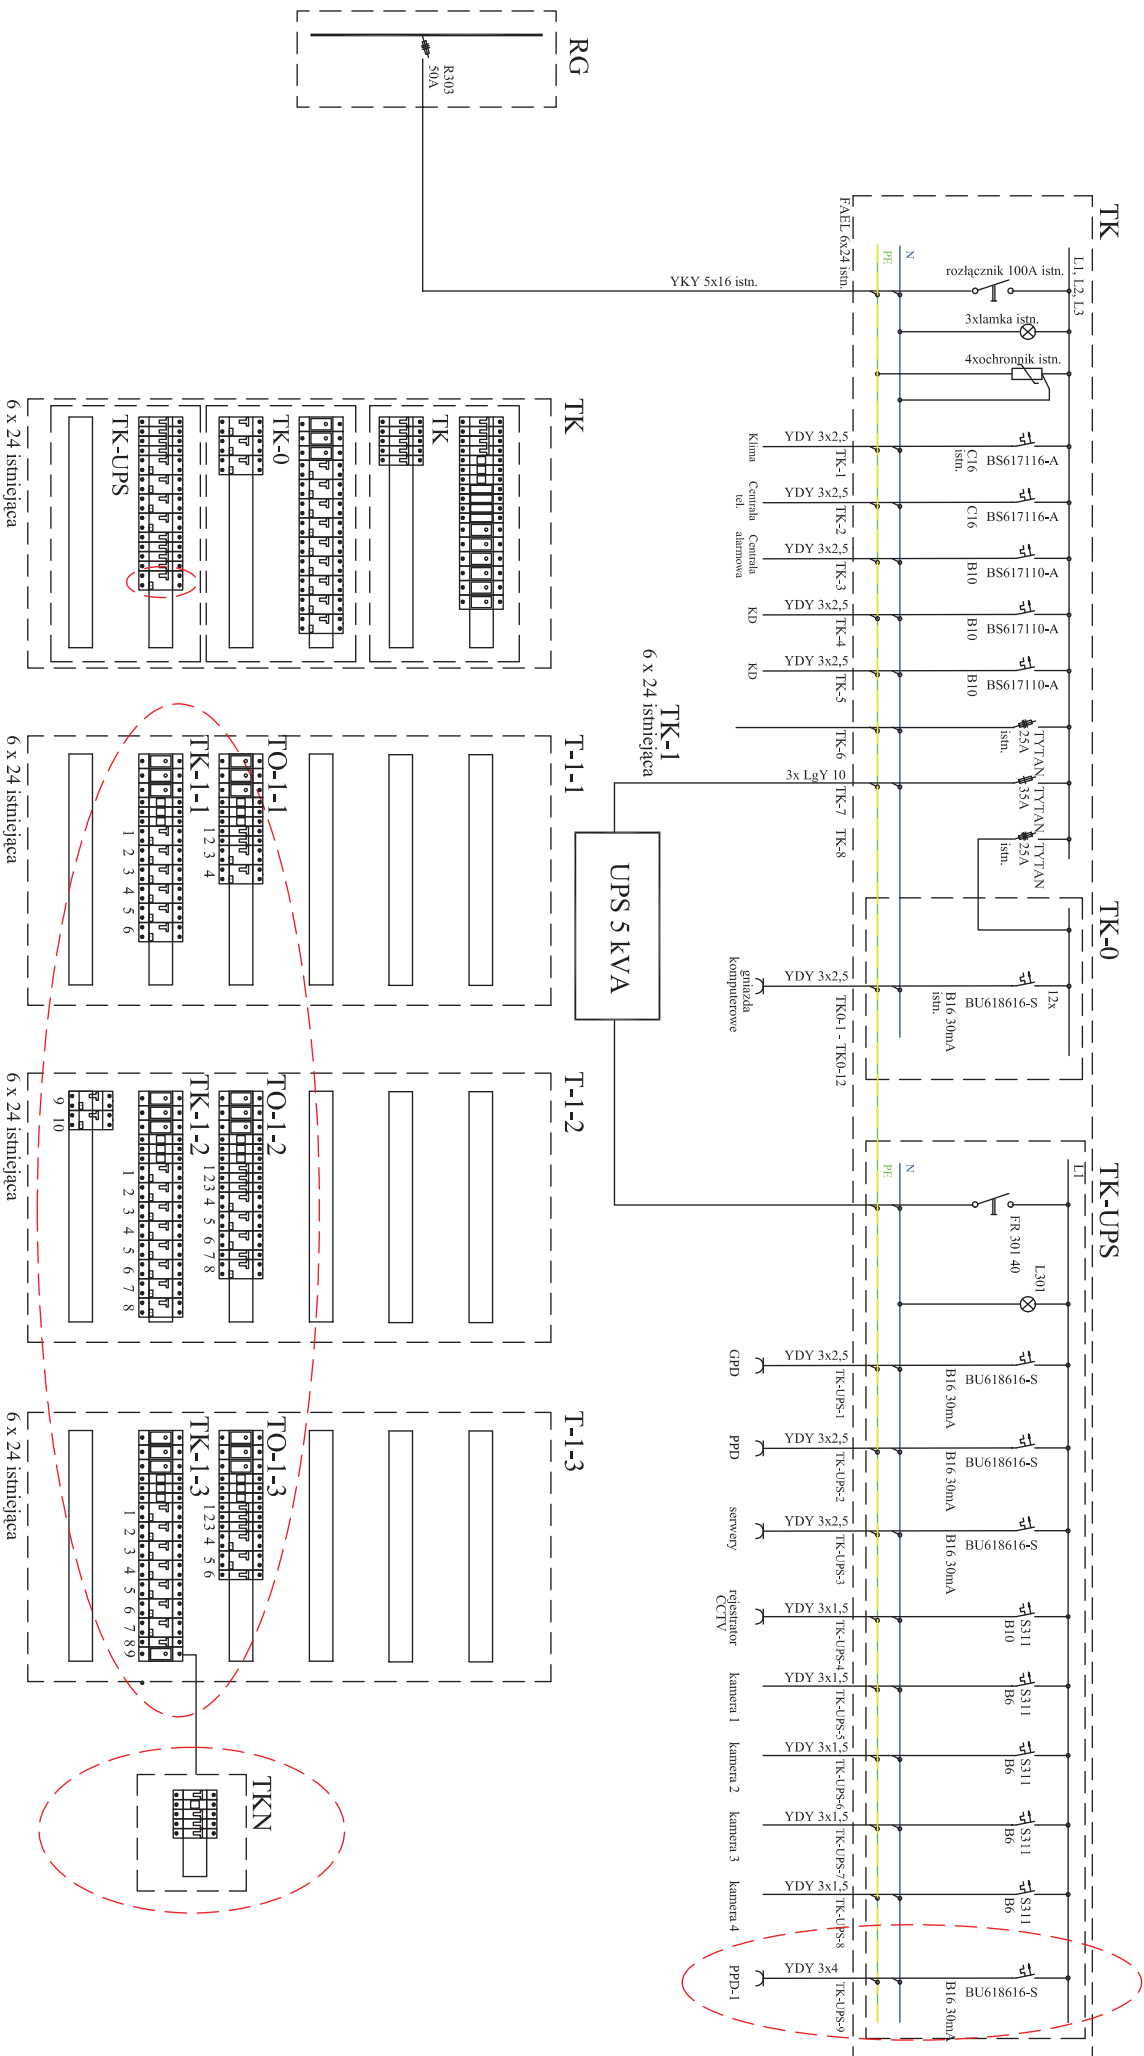 RG
R303
50A
YKY 5x16 istn.
TK
FAEL 6x24 istn.
L1, L2, L3
N
PE
rozłącznik 100A istn.
3xlamka istn.
4xochronnik istn.
BS617116-A
C16
istn.
YDY 3x2,5
TK-1
Klima
BS617116-A
C16
YDY 3x2,5
TK-2
Centrala
tel.
BS617110-A
B10
YDY 3x2,5
TK-3
Centrala
alarmowa
BS617110-A
B10
YDY 3x2,5
TK-4
KD
BS617110-A
B10
YDY 3x2,5
TK-5
KD
TYTAN
25A
istn.
TK-6
TYTAN
35A
3x LgY 10
TK-7
TYTAN
25A
istn.
TK-8
TK-1
6 x 24 istniejąca
UPS 5 kVA
TK-0
12x
BU618616-S
B16 30mA
istn.
YDY 3x2,5
TK0-1 - TK0-12
gniazda
komputerowe
TK-UPS
L1
N
PE
FR 301 40
L301
BU618616-S
B16 30mA
YDY 3x2,5
TK-UPS-1
GPD
BU618616-S
B16 30mA
YDY 3x2,5
TK-UPS-2
PPD
BU618616-S
B16 30mA
YDY 3x2,5
TK-UPS-3
serwery
S311
B10
YDY 3x1,5
TK-UPS-4
rejestrator
CCTV
S311
B6
YDY 3x1,5
TK-UPS-5
kamera 1
S311
B6
YDY 3x1,5
TK-UPS-6
kamera 2
S311
B6
YDY 3x1,5
TK-UPS-7
kamera 3
S311
B6
YDY 3x1,5
TK-UPS-8
kamera 4
BU618616-S
B16 30mA
YDY 3x4
TK-UPS-9
PPD-1
TK
TK
TK-0
TK-UPS
6 x 24 istniejąca
T-1-1
TO-1-1
1 2 3 4
TK-1-1
1 2 3 4 5 6
6 x 24 istniejąca
T-1-2
TO-1-2
1 2 3 4 5 6 7 8
TK-1-2
1 2 3 4 5 6 7 8
9 10
6 x 24 istniejąca
T-1-3
TO-1-3
1 2 3 4 5 6
TK-1-3
1 2 3 4 5 6 7 8 9
6 x 24 istniejąca
TKN